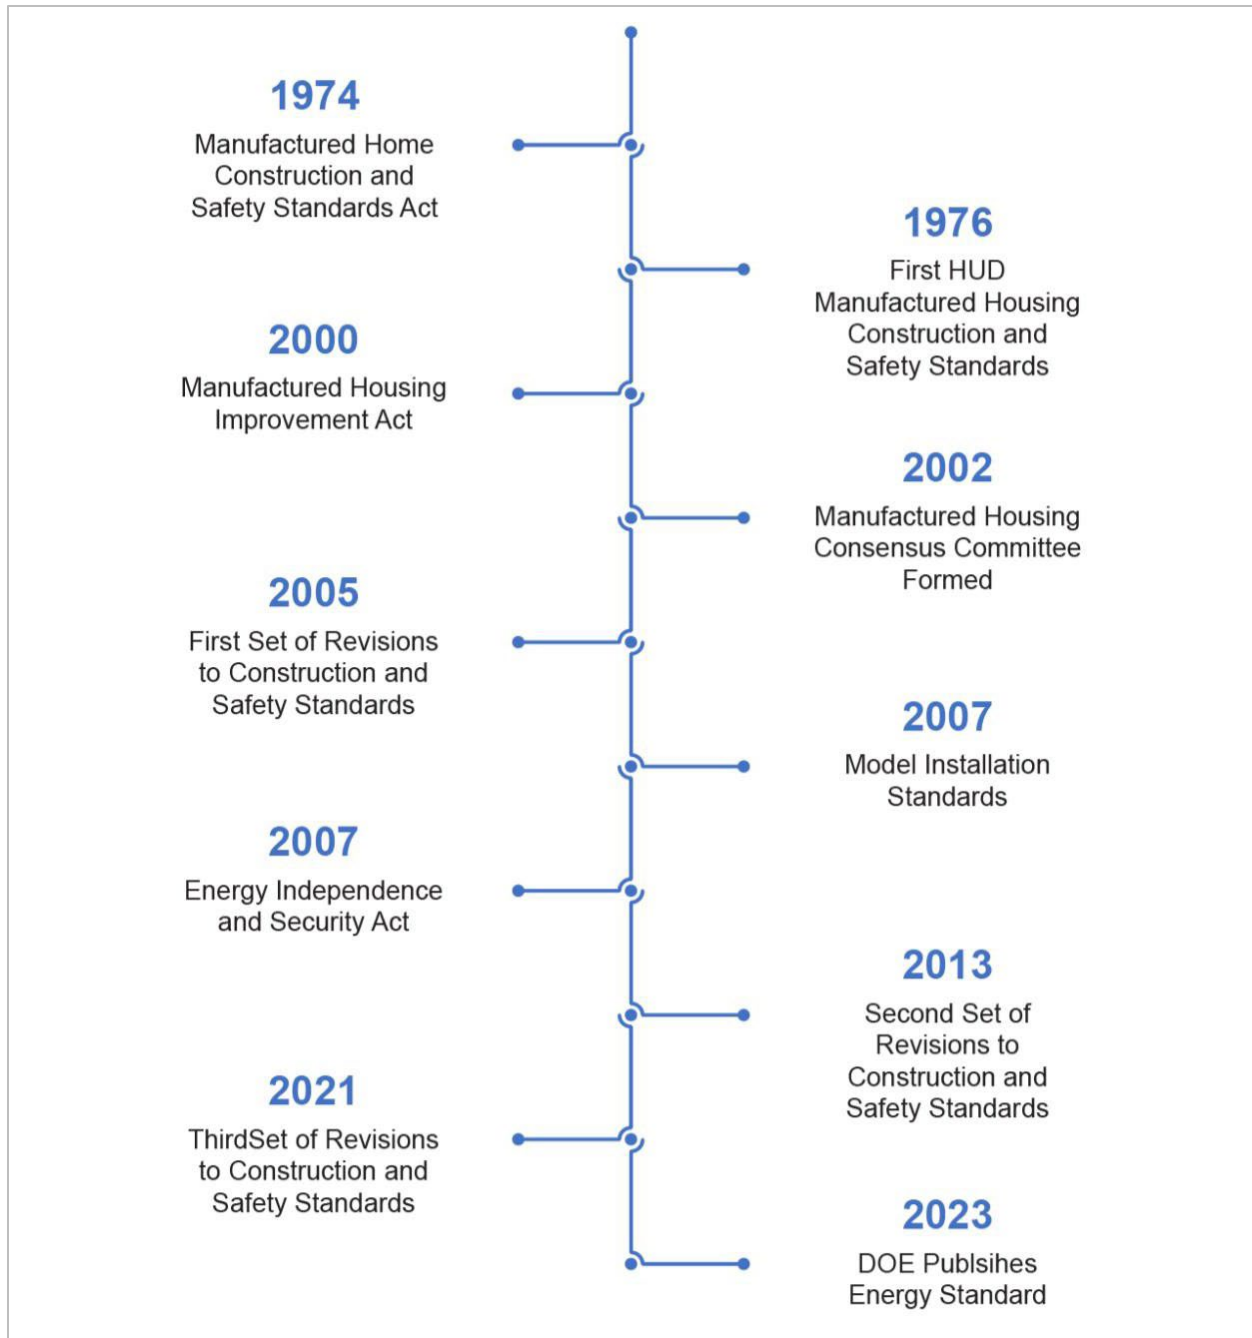 1974
Manufactured Home
Construction and
Safety Standards Act
1976
First HUD
Manufactured Housing
Construction and
Safety Standards
2000
Manufactured Housing
Improvement Act
2002
Manufactured Housing
Consensus Committee
Formed
2005
First Set of Revisions
to Construction and
Safety Standards
2007
Model Installation
Standards
2007
Energy Independence
and Security Act
2013
Second Set of
Revisions to
Construction and
Safety Standards
2021
ThirdSet of Revisions
to Construction and
Safety Standards
2023
DOE Publsihes
Energy Standard